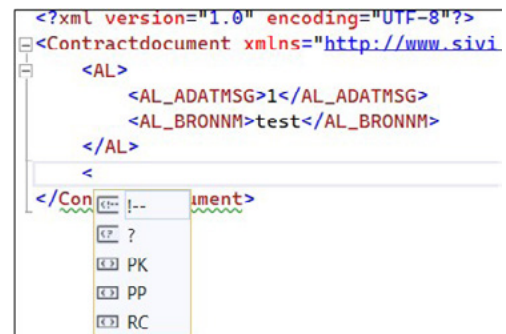 <?xml version="1.0" encoding="UTF-8"?>
<Contractdocument xmlns="http://www.sivi
<AL>
<AL_ADATMSG>1</AL_ADATMSG>
<AL_BRONNM>test</AL_BRONNM>
</AL>
<
</Con ument>
!--
?
PK
PP
RC